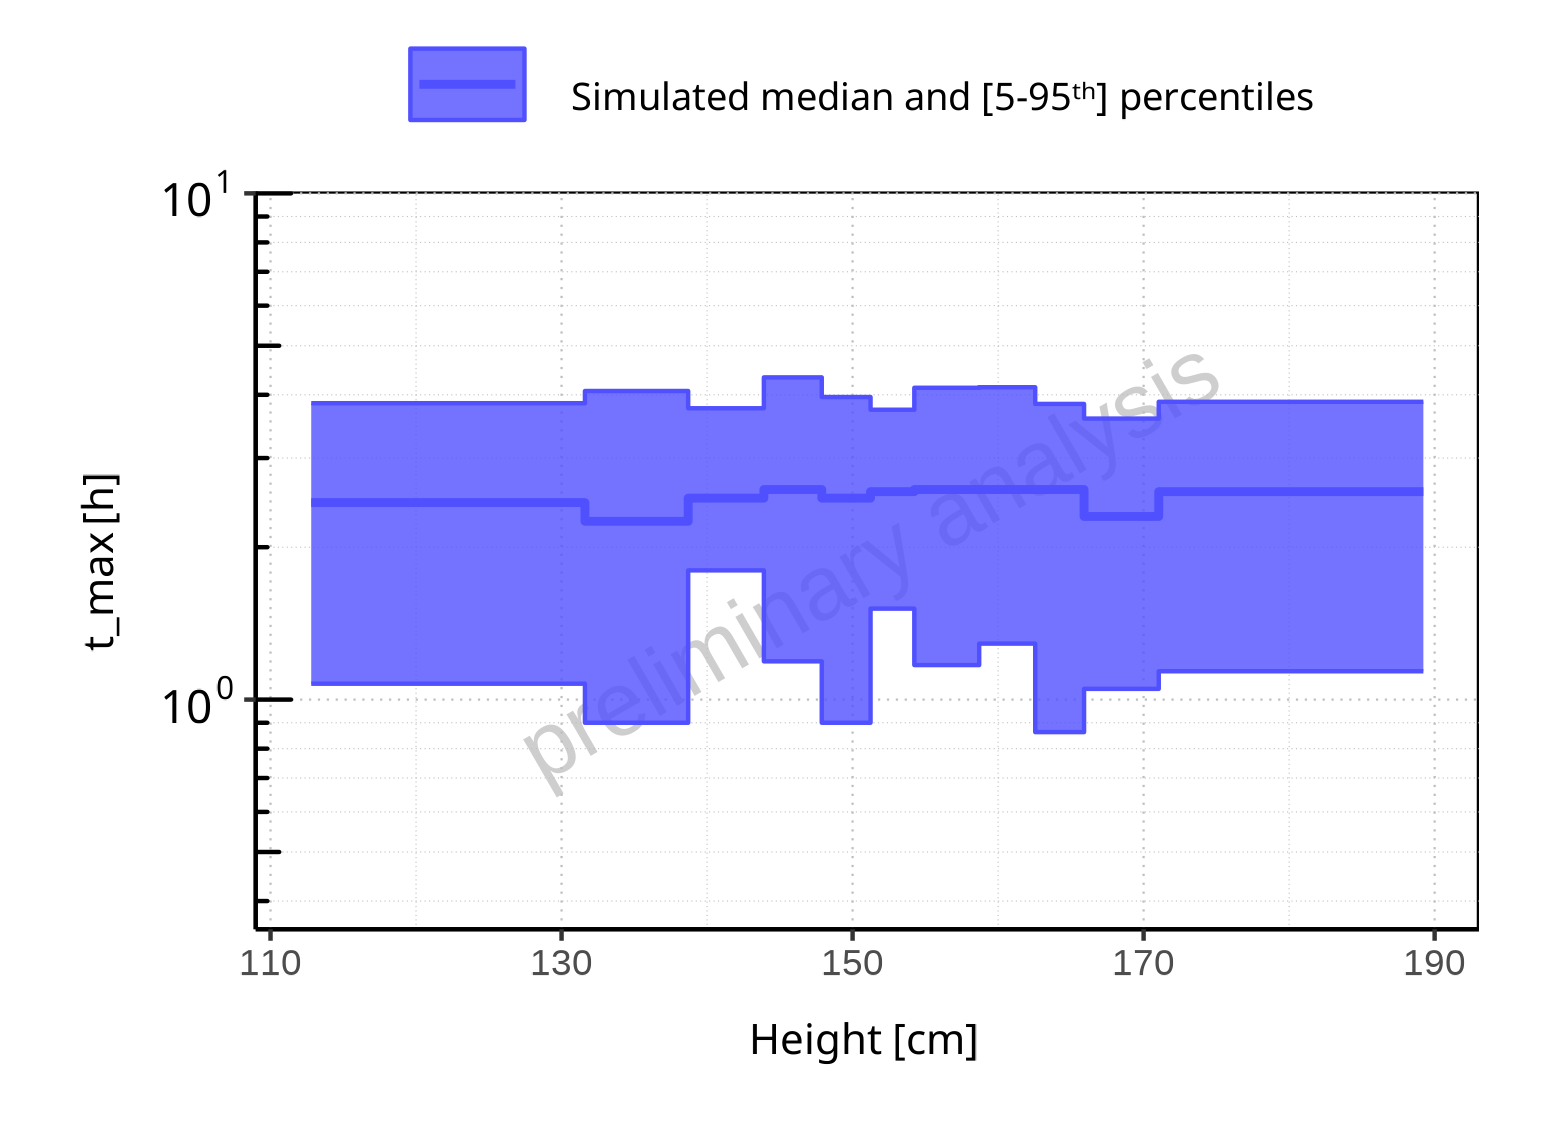 Simulated median and [5-95th] percentiles
10^1
10^0
t_max [h]
preliminary analysis
110 130 150 170 190
Height [cm]